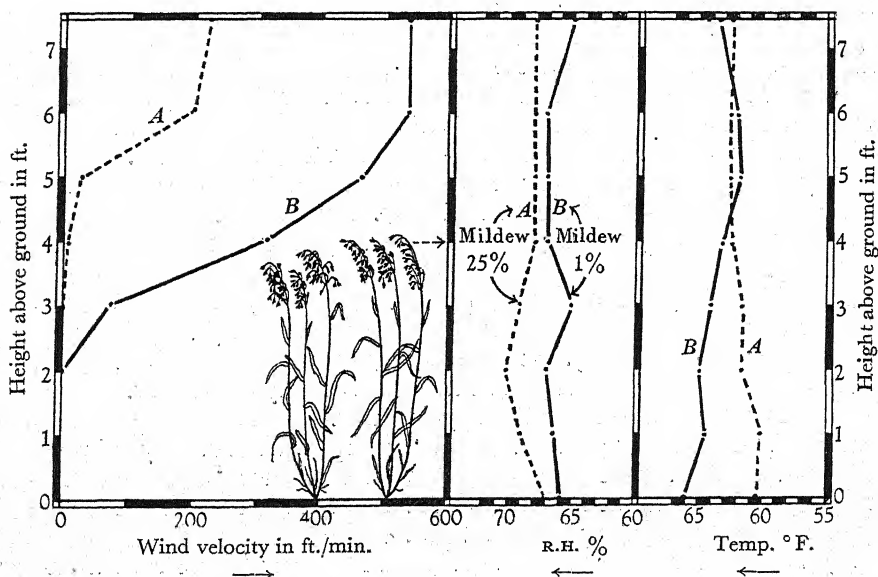 Height above ground in ft.
7
6
5
4
3
2
1
0
A
B
0 200 400 600
Wind velocity in ft./min.
A B
Mildew 25%
Mildew 1%
70 65 60
R.H. %
B A
65 60 55
Temp. °F.
7
6
5
4
3
2
1
0
Height above ground in ft.